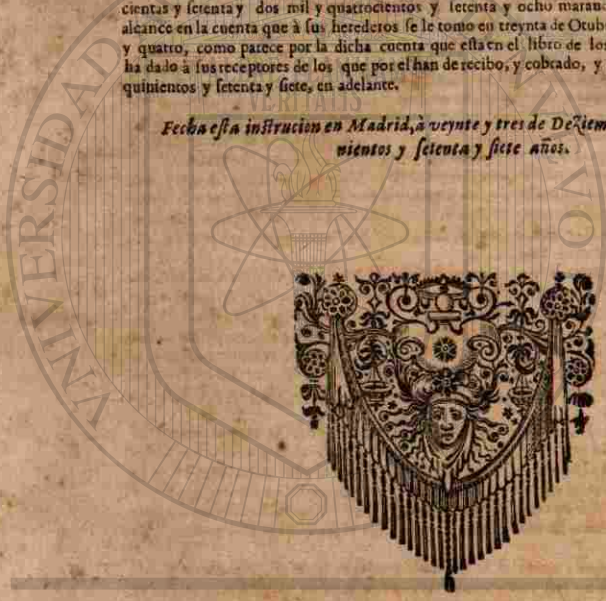 cientas y setenta y dos mil y quatrocientos y setenta y ocho marau
alcance en la cuenta que à sus herederos se le tomo en treynta de Otub
y quatro, como parece por la dicha cuenta que esta en el libro de los
ha dado à sus receptores de los que por el han de recibo, y cobrado, y
quinientos y setenta y siete, en adelante.
VERITATIS
Fecha esta instrucion en Madrid, à veynte y tres de Deziem
nientos y setenta y siete años.
UNIVERSIDAD